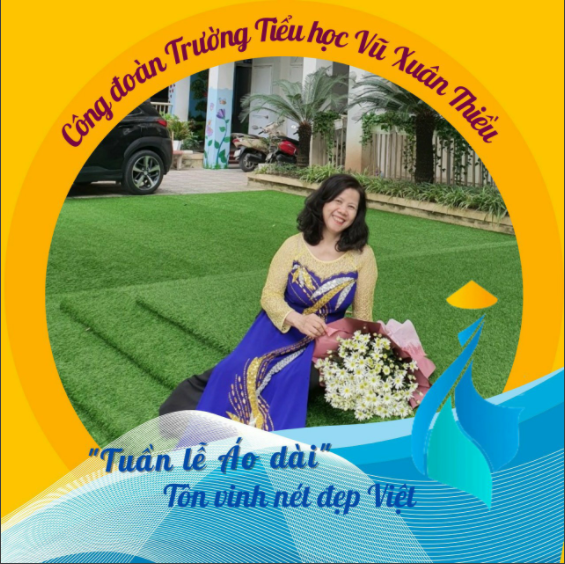 Công đoàn Trường Tiểu học Vũ Xuân Thiều
"Tuần lễ Áo dài"
Tôn vinh nét đẹp Việt